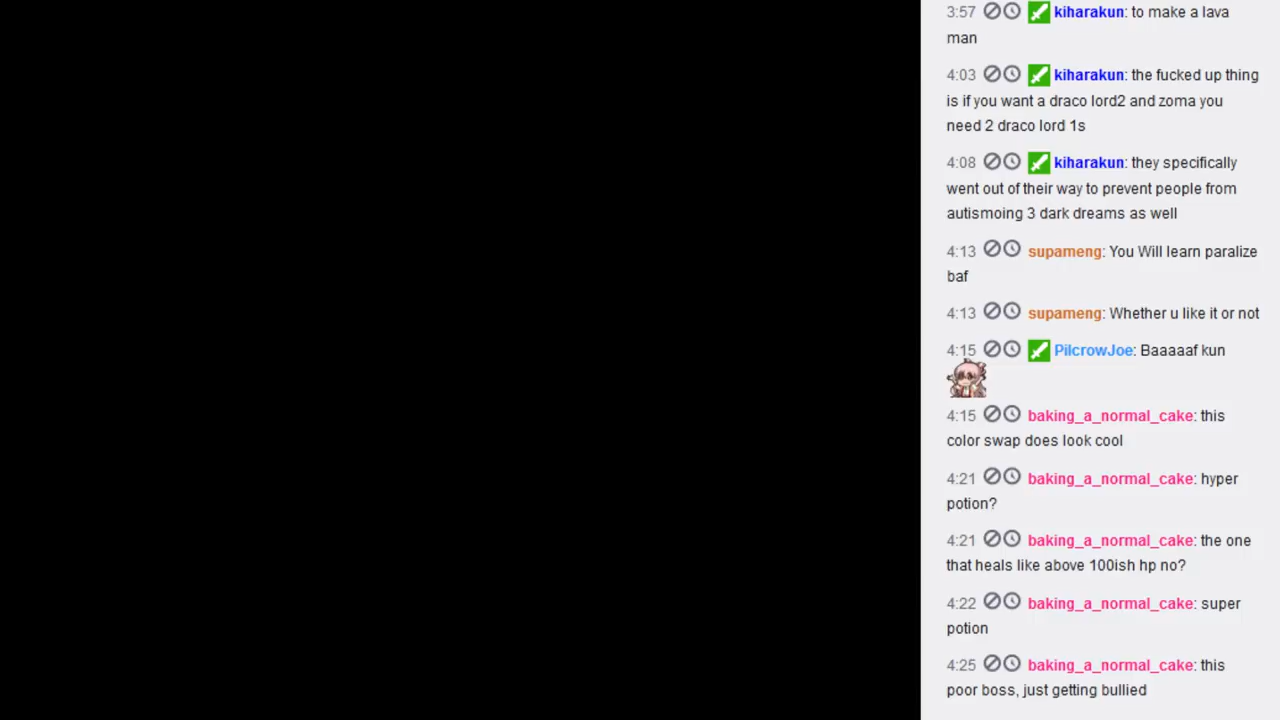 3:57 kiharakun: to make a lava
man
4:03 kiharakun: the fucked up thing
is if you want a draco lord2 and zoma you
need 2 draco lord 1s
4:08 kiharakun: they specifically
went out of their way to prevent people from
autismoing 3 dark dreams as well
4:13 supameng: You Will learn paralize
baf
4:13 supameng: Whether u like it or not
4:15 PilcrowJoe: Baaaaaf kun
4:15 baking_a_normal_cake: this
color swap does look cool
4:21 baking_a_normal_cake: hyper
potion?
4:21 baking_a_normal_cake: the one
that heals like above 100ish hp no?
4:22 baking_a_normal_cake: super
potion
4:25 baking_a_normal_cake: this
poor boss, just getting bullied